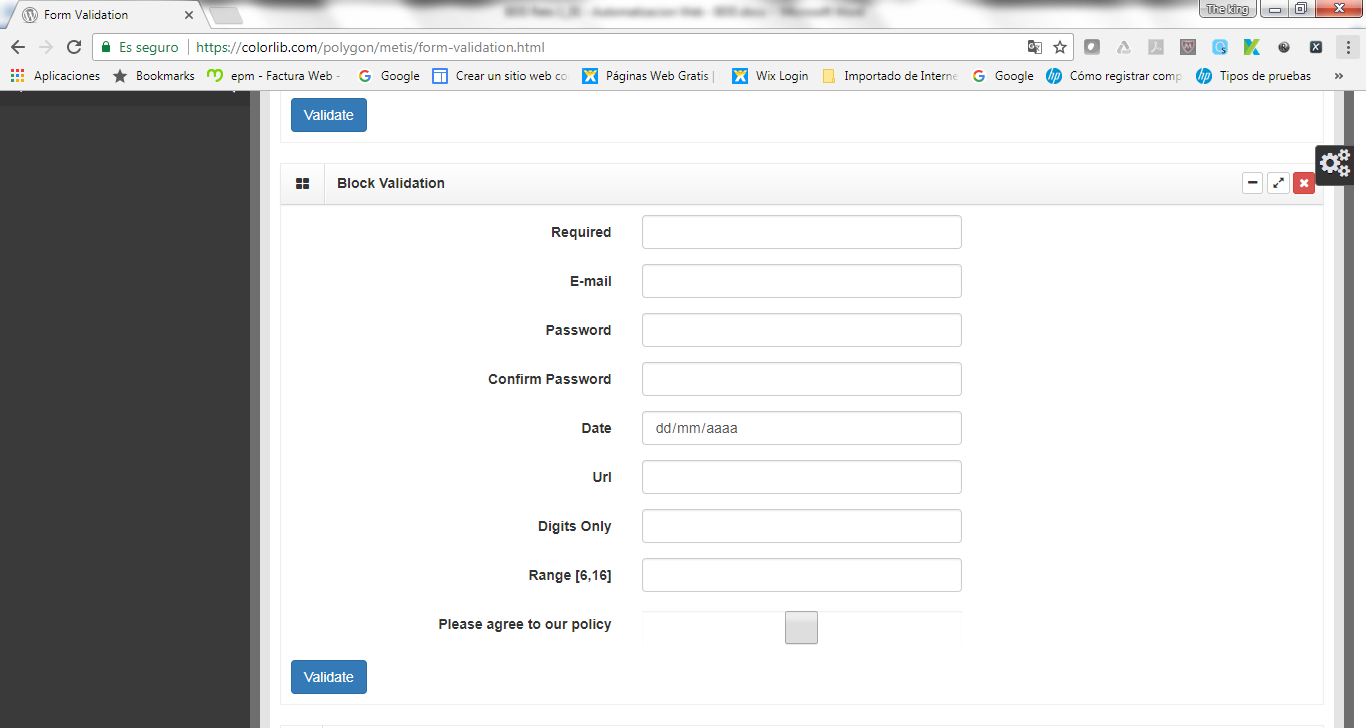 Form Validation
The king
Es seguro
https://colorlib.com/polygon/metis/form-validation.html
Aplicaciones
Bookmarks
epm - Factura Web -
Google
Crear un sitio web co
Páginas Web Gratis |
Wix Login
Importado de Interne
Google
Cómo registrar comp
Tipos de pruebas
»
Validate
Block Validation
Required
E-mail
Password
Confirm Password
Date dd/mm/aaaa
Url
Digits Only
Range [6,16]
Please agree to our policy
Validate